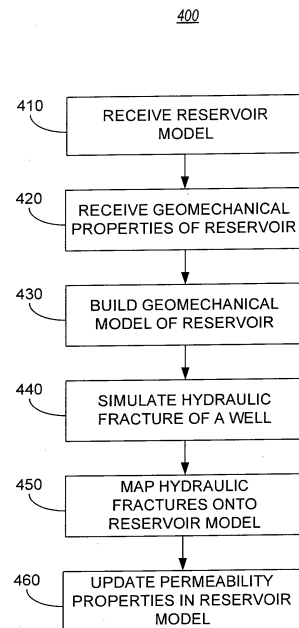 400
410
RECEIVE RESERVOIR
MODEL
420
RECEIVE GEOMECHANICAL
PROPERTIES OF RESERVOIR
430
BUILD GEOMECHANICAL
MODEL OF RESERVOIR
440
SIMULATE HYDRAULIC
FRACTURE OF A WELL
450
MAP HYDRAULIC
FRACTURES ONTO
RESERVOIR MODEL
460
UPDATE PERMEABILITY
PROPERTIES IN RESERVOIR
MODEL